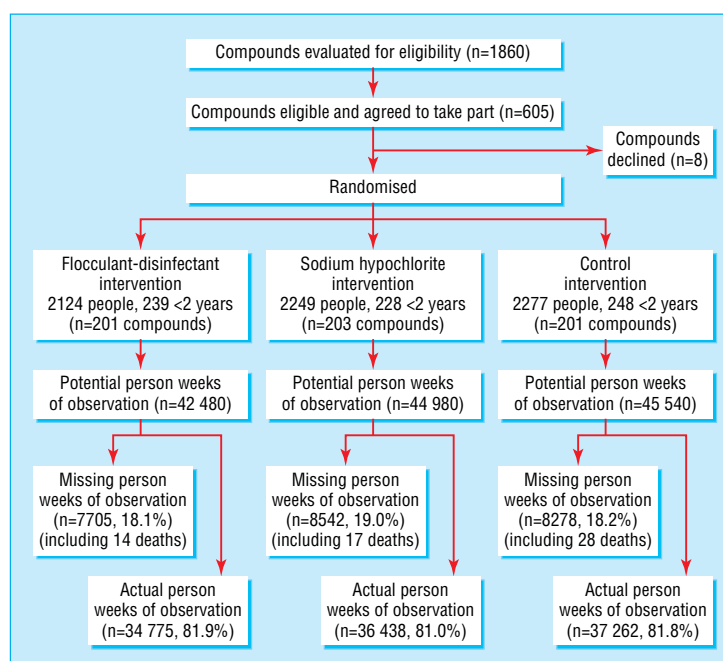 Compounds evaluated for eligibility (n=1860)
Compounds eligible and agreed to take part (n=605)
Compounds
declined (n=8)
Randomised
Flocculant-disinfectant
intervention
2124 people, 239 <2 years
(n=201 compounds)
Sodium hypochlorite
intervention
2249 people, 228 <2 years
(n=203 compounds)
Control
intervention
2277 people, 248 <2 years
(n=201 compounds)
Potential person weeks
of observation (n=42 480)
Potential person weeks
of observation (n=44 980)
Potential person weeks
of observation (n=45 540)
Missing person
weeks of observation
(n=7705, 18.1%)
(including 14 deaths)
Missing person
weeks of observation
(n=8542, 19.0%)
(including 17 deaths)
Missing person
weeks of observation
(n=8278, 18.2%)
(including 28 deaths)
Actual person
weeks of observation
(n=34 775, 81.9%)
Actual person
weeks of observation
(n=36 438, 81.0%)
Actual person
weeks of observation
(n=37 262, 81.8%)